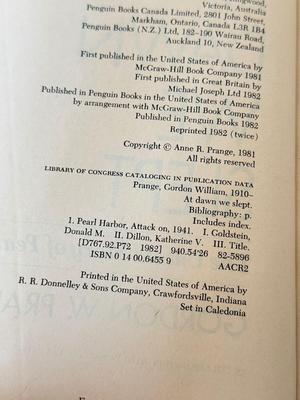 Victoria, Australia
Penguin Books Canada Limited, 2801 John Street,
Markham, Ontario, Canada L3R 1B4
Penguin Books (N.Z.) Ltd, 182–190 Wairau Road,
Auckland 10, New Zealand
First published in the United States of America by
McGraw-Hill Book Company 1981
First published in Great Britain by
Michael Joseph Ltd 1982
Published in Penguin Books in the United States of America
by arrangement with McGraw-Hill Book Company
Published in Penguin Books 1982
Reprinted 1982 (twice)
Copyright © Anne R. Prange, 1981
All rights reserved
LIBRARY OF CONGRESS CATALOGING IN PUBLICATION DATA
Prange, Gordon William, 1910–
At dawn we slept.
Bibliography: p.
Includes index.
1. Pearl Harbor, Attack on, 1941. I. Goldstein,
Donald M. II. Dillon, Katherine V. III. Title.
[D767.92.P72 1982] 940.54'26 82-5896
ISBN 0 14 00.6455 9 AACR2
Printed in the United States of America by
R. R. Donnelley & Sons Company, Crawfordsville, Indiana
Set in Caledonia